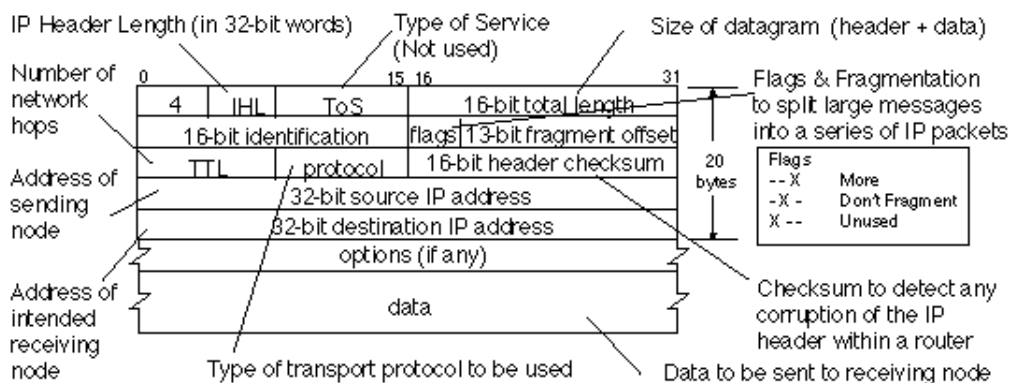 IP Header Length (in 32-bit words)
Type of Service
(Not used)
Size of datagram (header + data)
Number of
network
hops
0 15 16 31
Flags & Fragmentation
to split large messages
into a series of IP packets
4 IHL ToS 16-bit total length
16-bit identification flags 13-bit fragment offset
TTL protocol 16-bit header checksum
20
bytes
Flags
- - X More
- X - Don't Fragment
X - - Unused
Address of
sending
node
32-bit source IP address
32-bit destination IP address
options (if any)
data
Address of
intended
receiving
node
Checksum to detect any
corruption of the IP
header within a router
Type of transport protocol to be used
Data to be sent to receiving node